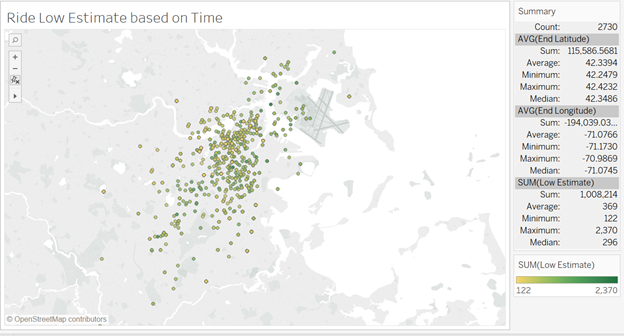 Ride Low Estimate based on Time
© OpenStreetMap contributors
Summary
Count: 2730
AVG(End Latitude)
Sum: 115,586.5681
Average: 42.3394
Minimum: 42.2479
Maximum: 42.4232
Median: 42.3486
AVG(End Longitude)
Sum: -194,039.03...
Average: -71.0766
Minimum: -71.1730
Maximum: -70.9869
Median: -71.0745
SUM(Low Estimate)
Sum: 1,008,214
Average: 369
Minimum: 122
Maximum: 2,370
Median: 296
SUM(Low Estimate)
122 2,370